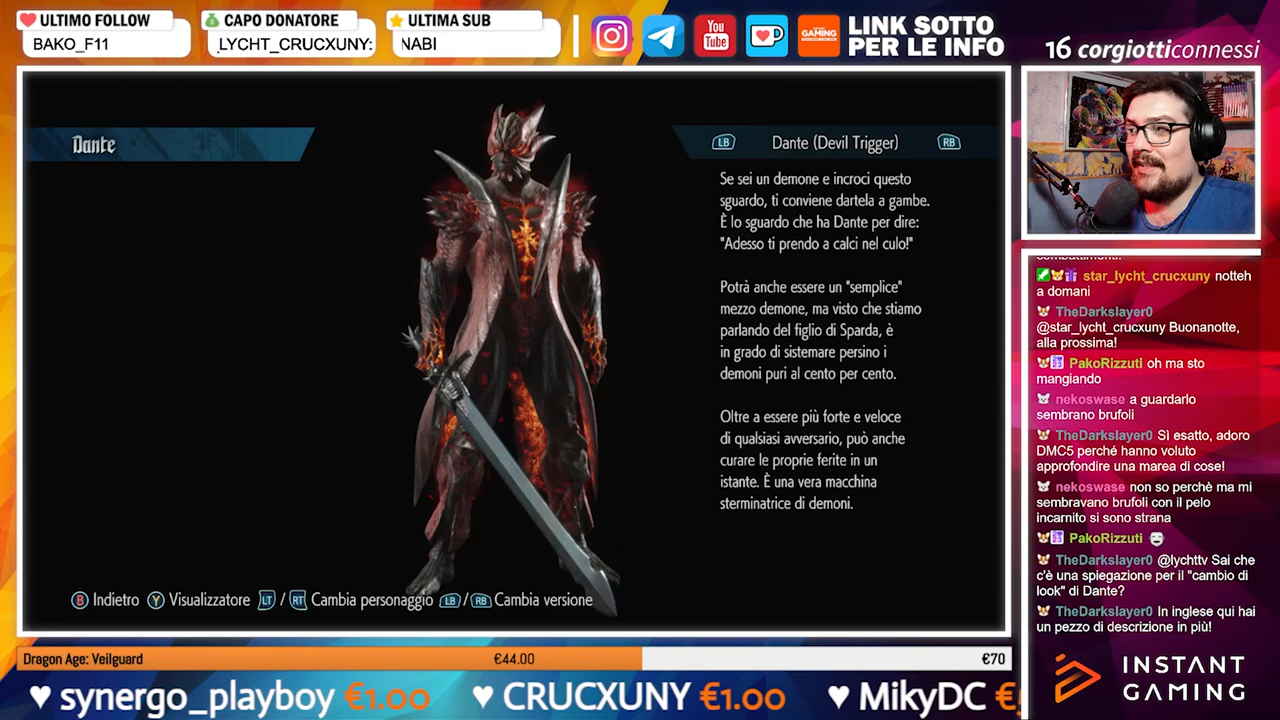 ULTIMO FOLLOW
BAKO_F11
CAPO DONATORE
_LYCHT_CRUCXUNY:
ULTIMA SUB
NABI
You
Tube
INSTANT
GAMING
LINK SOTTO
PER LE INFO
16 corgiotticonnessi
Dante
LB Dante (Devil Trigger) RB
Se sei un demone e incroci questo
sguardo, ti conviene dartela a gambe.
È lo sguardo che ha Dante per dire:
"Adesso ti prendo a calci nel culo!"
Potrà anche essere un "semplice"
mezzo demone, ma visto che stiamo
parlando del figlio di Sparda, è
in grado di sistemare persino i
demoni puri al cento per cento.
Oltre a essere più forte e veloce
di qualsiasi avversario, può anche
curare le proprie ferite in un
istante. È una vera macchina
sterminatrice di demoni.
B Indietro Y Visualizzatore LT / RT Cambia personaggio LB / RB Cambia versione
star_lycht_crucxuny notteh
a domani
TheDarkslayer0
@star_lycht_crucxuny Buonanotte,
alla prossima!
PakoRizzuti oh ma sto
mangiando
nekoswase a guardarlo
sembrano brufoli
TheDarkslayer0 Sì esatto, adoro
DMC5 perché hanno voluto
approfondire una marea di cose!
nekoswase non so perchè ma mi
sembravano brufoli con il pelo
incarnito si sono strana
PakoRizzuti
TheDarkslayer0 @lychttv Sai che
c'è una spiegazione per il "cambio di
look" di Dante?
TheDarkslayer0 In inglese qui hai
un pezzo di descrizione in più!
Dragon Age: Veilguard €44.00 €70
synergo_playboy €1.00 CRUCXUNY €1.00 MikyDC €
INSTANT
GAMING